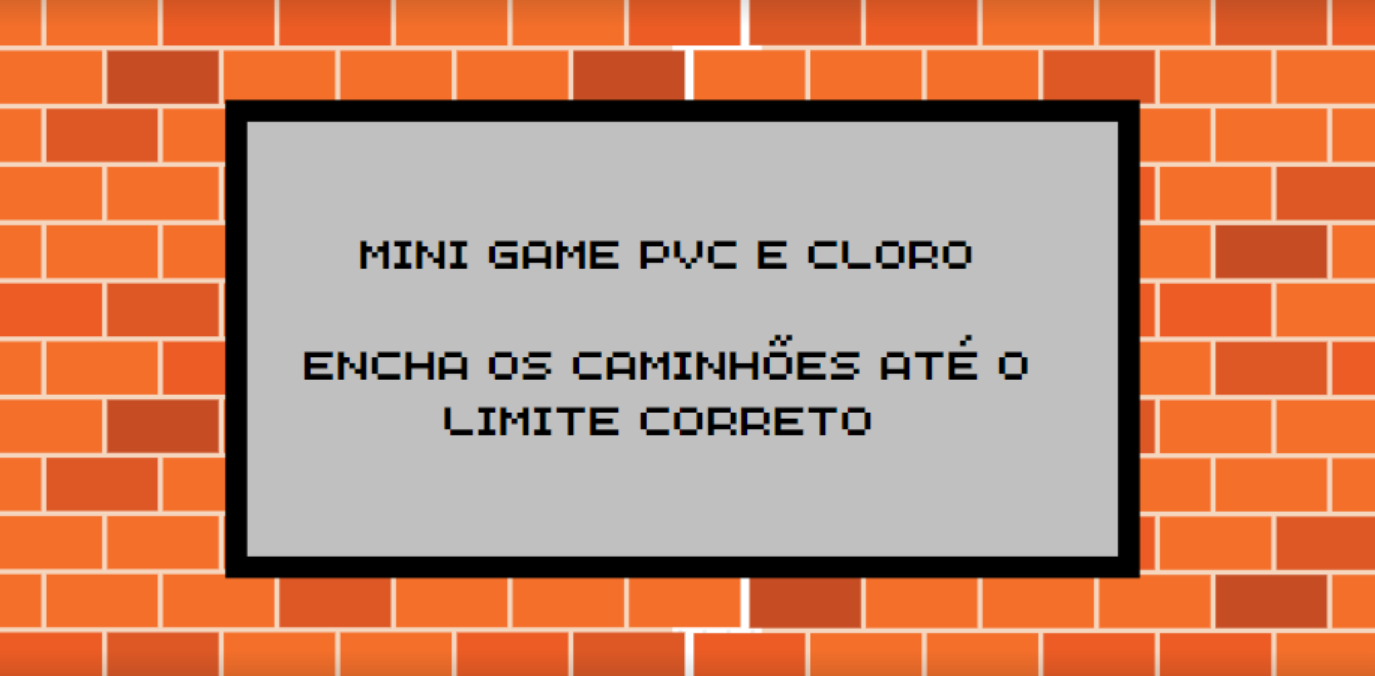 MINI GAME PVC E CLORO
ENCHA OS CAMINHÕES ATÉ O
LIMITE CORRETO